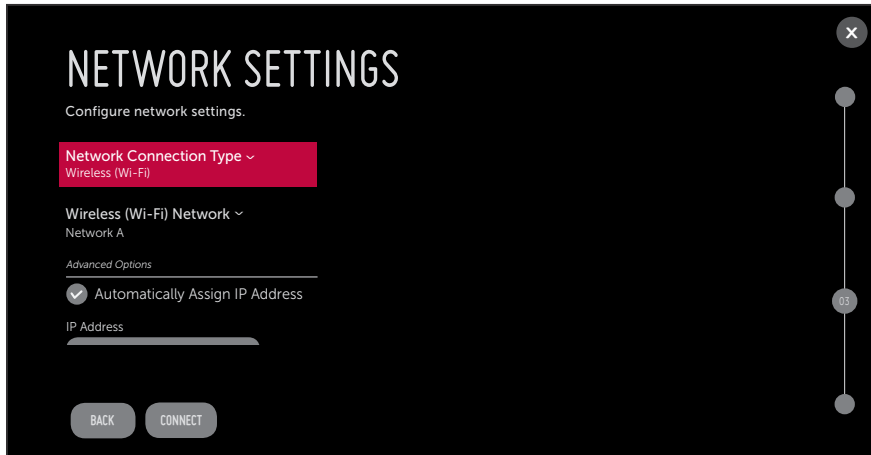 NETWORK SETTINGS
Configure network settings.
Network Connection Type
Wireless (Wi-Fi)
Wireless (Wi-Fi) Network
Network A
Advanced Options
Automatically Assign IP Address
IP Address
BACK
CONNECT
X
03